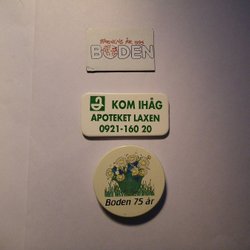 BODEN
KOM IHÅG
APOTEKET LAXEN
0921-160 20
Boden 75 år